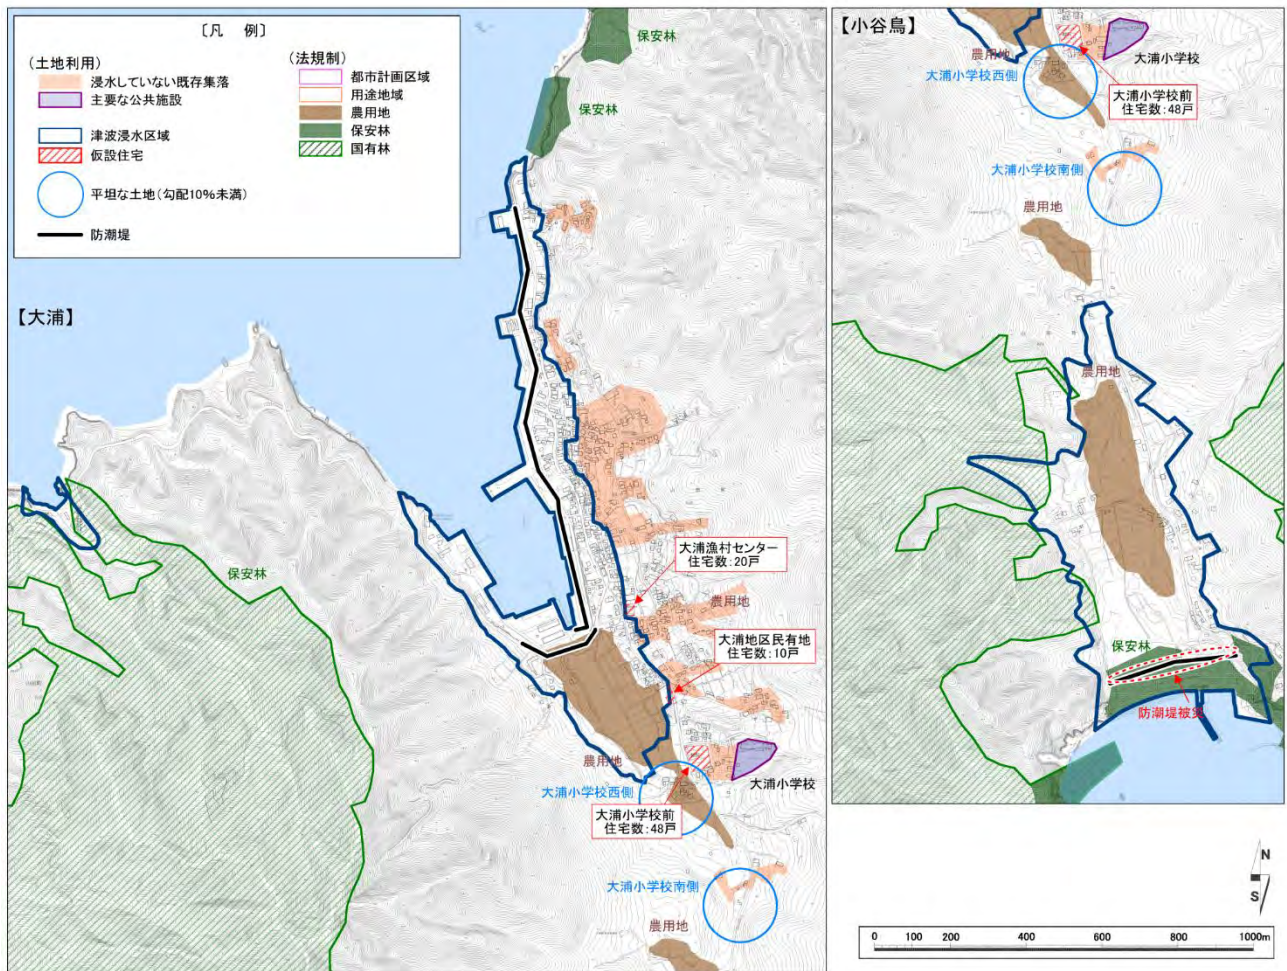 〔凡 例〕
(土地利用)
浸水していない既存集落
主要な公共施設
津波浸水区域
仮設住宅
平坦な土地(勾配10%未満)
防潮堤
(法規制)
都市計画区域
用途地域
農用地
保安林
国有林
【大浦】
保安林
保安林
保安林
大浦漁村センター
住宅数:20戸
農用地
大浦地区民有地
住宅数:10戸
農用地
大浦小学校西側
大浦小学校
大浦小学校前
住宅数:48戸
大浦小学校南側
農用地
【小谷鳥】
農用地
大浦小学校
大浦小学校西側
大浦小学校前
住宅数:48戸
大浦小学校南側
農用地
農用地
保安林
防潮堤被災
N
S
0 100 200 400 600 800 1000m